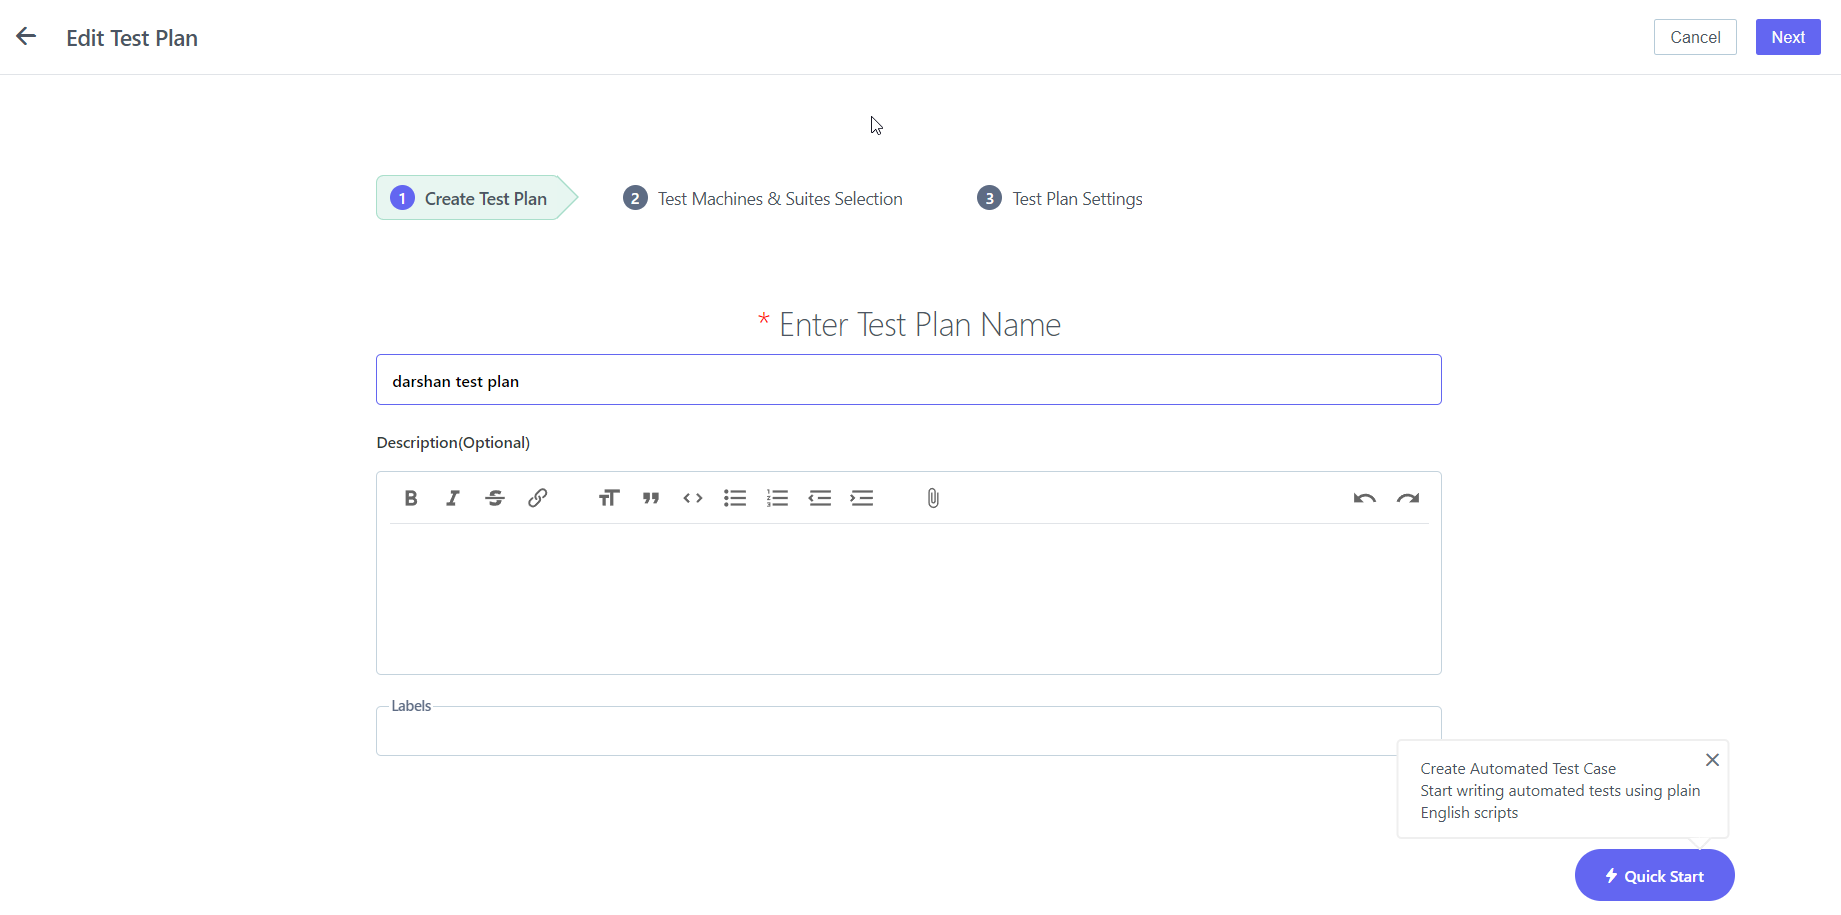 Edit Test Plan
Cancel
Next
1 Create Test Plan
2 Test Machines & Suites Selection
3 Test Plan Settings
* Enter Test Plan Name
darshan test plan
Description(Optional)
Labels
Create Automated Test Case
Start writing automated tests using plain
English scripts
Quick Start